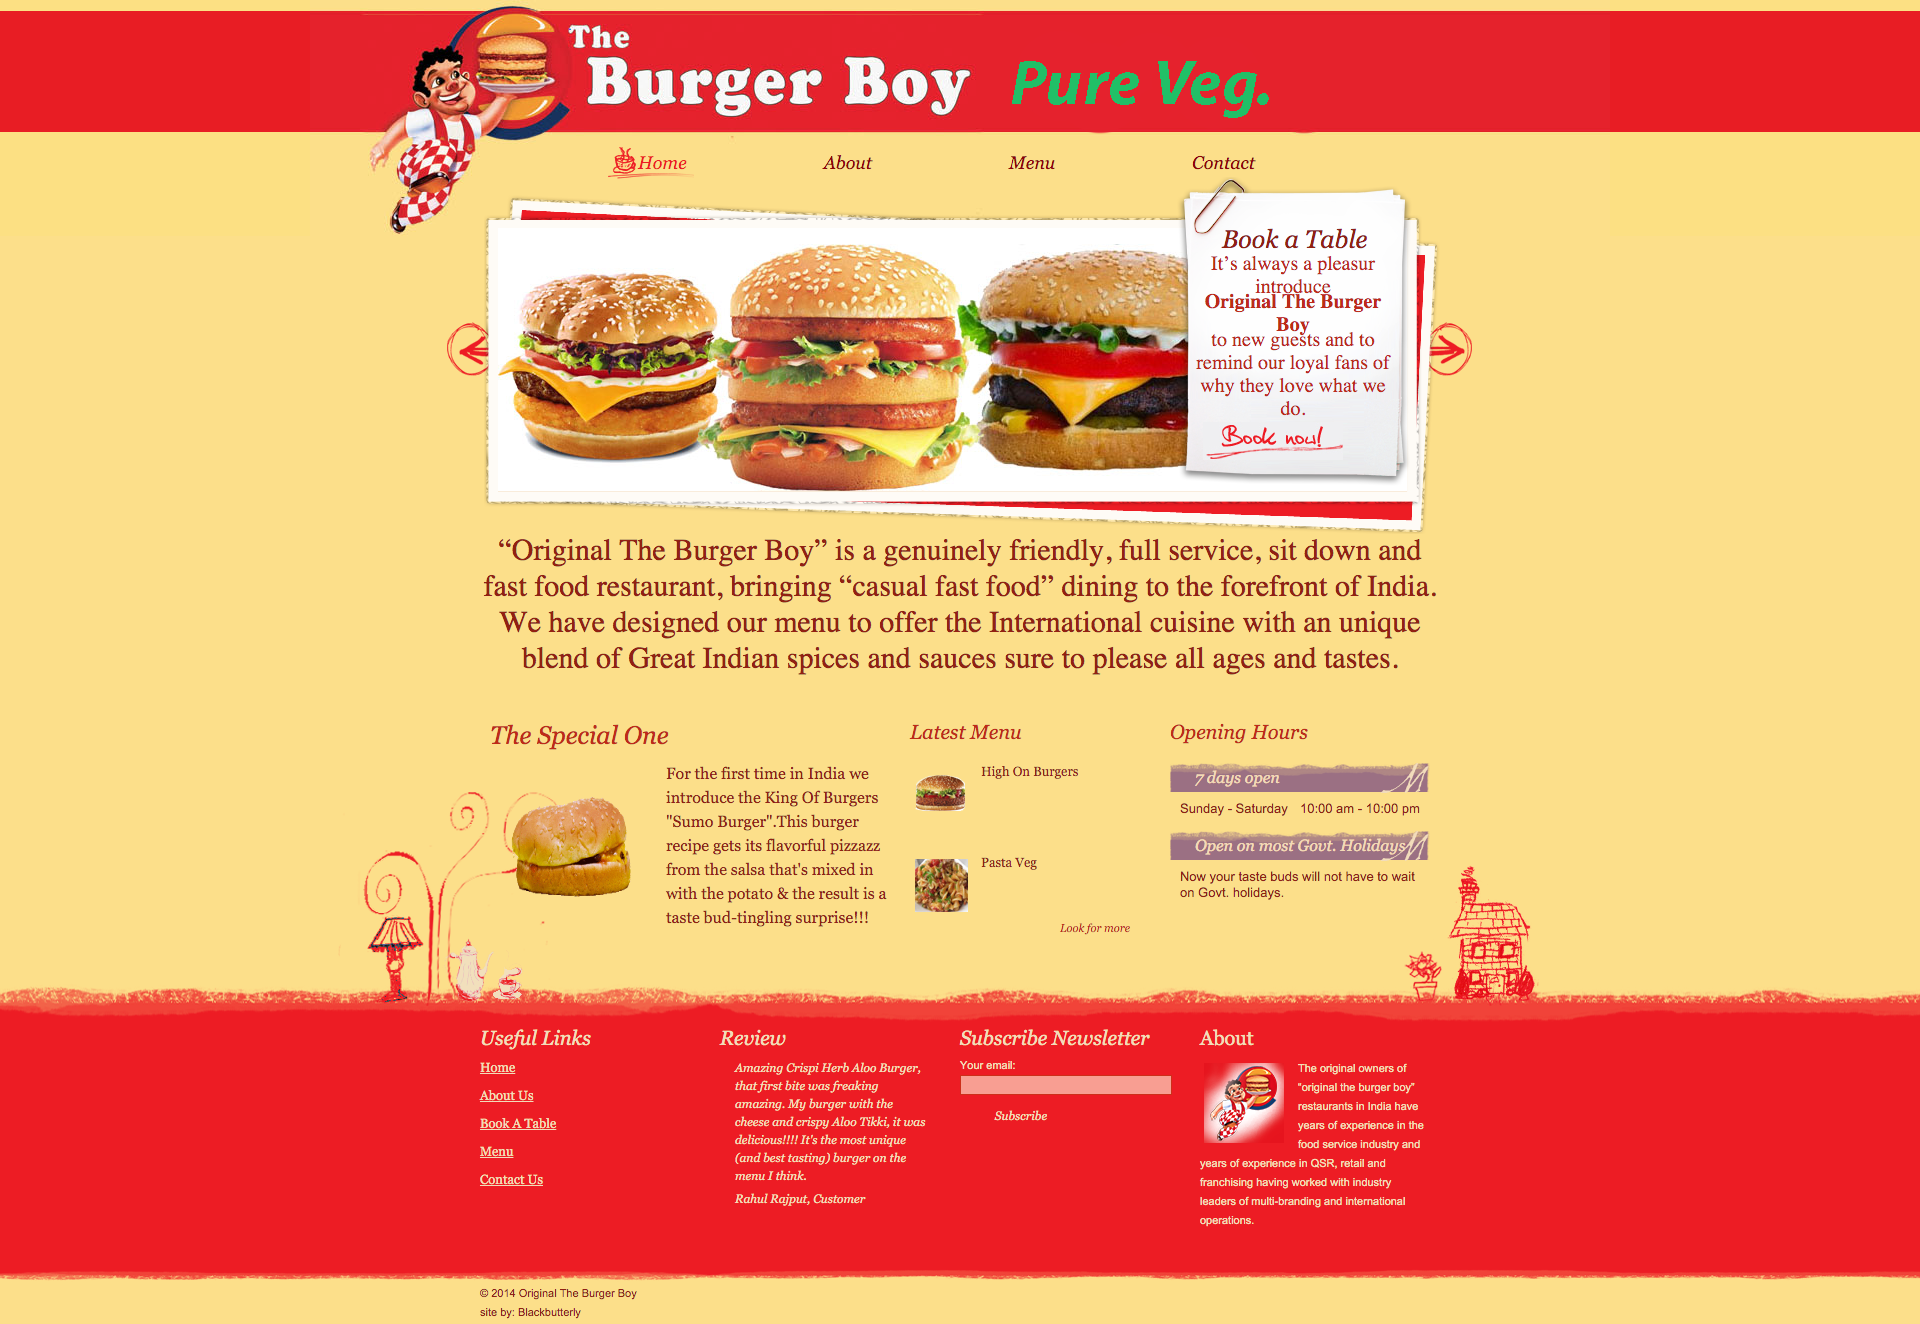 The
Burger Boy
Pure Veg.
Home
About
Menu
Contact
Book a Table
It’s always a pleasur
introduce
Original The Burger
Boy
to new guests and to
remind our loyal fans of
why they love what we
do.
Book now!
“Original The Burger Boy” is a genuinely friendly, full service, sit down and
fast food restaurant, bringing “casual fast food” dining to the forefront of India.
We have designed our menu to offer the International cuisine with an unique
blend of Great Indian spices and sauces sure to please all ages and tastes.
The Special One
For the first time in India we
introduce the King Of Burgers
"Sumo Burger".This burger
recipe gets its flavorful pizzazz
from the salsa that's mixed in
with the potato & the result is a
taste bud-tingling surprise!!!
Latest Menu
High On Burgers
Pasta Veg
Look for more
Opening Hours
7 days open
Sunday - Saturday 10:00 am - 10:00 pm
Open on most Govt. Holidays
Now your taste buds will not have to wait
on Govt. holidays.
Useful Links
Home
About Us
Book A Table
Menu
Contact Us
Review
Amazing Crispi Herb Aloo Burger,
that first bite was freaking
amazing. My burger with the
cheese and crispy Aloo Tikki, it was
delicious!!!! It's the most unique
(and best tasting) burger on the
menu I think.
Rahul Rajput, Customer
Subscribe Newsletter
Your email:
Subscribe
About
The original owners of
“original the burger boy”
restaurants in India have
years of experience in the
food service industry and
years of experience in QSR, retail and
franchising having worked with industry
leaders of multi-branding and international
operations.
© 2014 Original The Burger Boy
site by: Blackbutterly